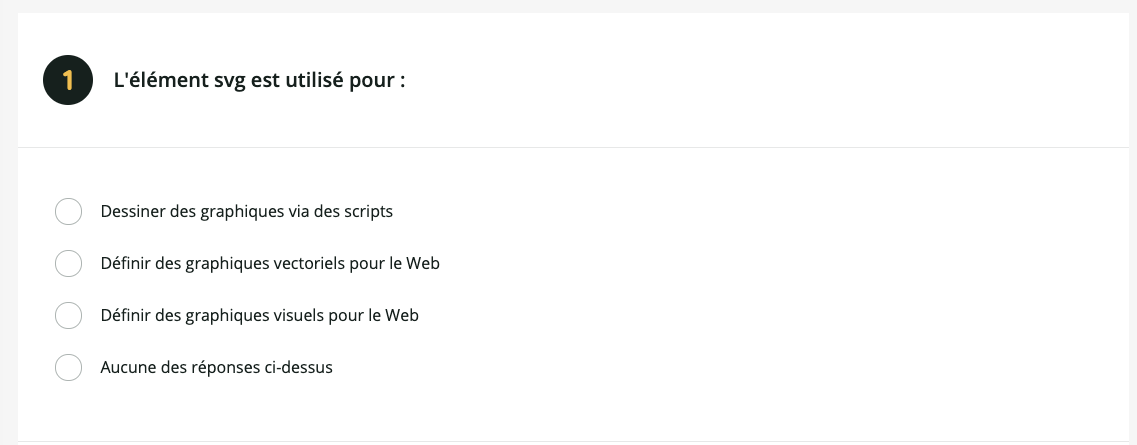 1
L'élément svg est utilisé pour :
Dessiner des graphiques via des scripts
Définir des graphiques vectoriels pour le Web
Définir des graphiques visuels pour le Web
Aucune des réponses ci-dessus